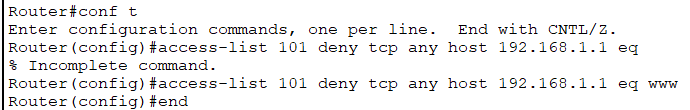 Router#conf t
Enter configuration commands, one per line.  End with CNTL/Z.
Router(config)#access-list 101 deny tcp any host 192.168.1.1 eq
% Incomplete command.
Router(config)#access-list 101 deny tcp any host 192.168.1.1 eq www
Router(config)#end